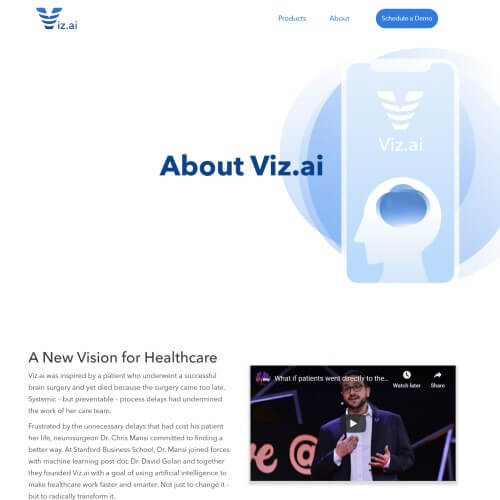 Viz.ai
Products
About
Schedule a Demo
Viz.ai
About Viz.ai
A New Vision for Healthcare
Viz.ai was inspired by a patient who underwent a successful
brain surgery and yet died because the surgery came too late.
Systemic – but preventable – process delays had undermined
the work of her care team.
Frustrated by the unnecessary delays that had cost his patient
her life, neurosurgeon Dr. Chris Mansi committed to finding a
better way. At Stanford Business School, Dr. Mansi joined forces
with machine learning post-doc Dr. David Golan and together
they founded Viz.ai with a goal of using artificial intelligence to
make healthcare work faster and smarter. Not just to change it –
but to radically transform it.
What if patients went directly to the...
Watch later
Share